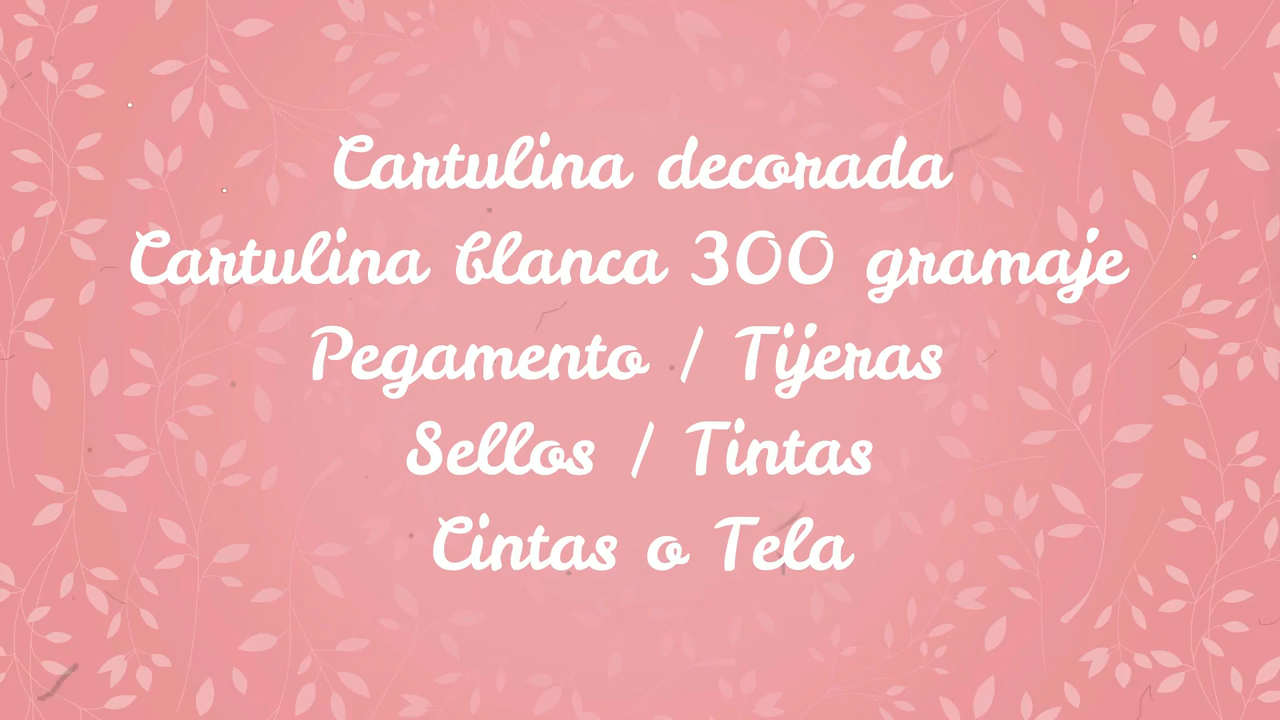 Cartulina decorada
Cartulina blanca 300 gramaje
Pegamento / Tijeras
Sellos / Tintas
Cintas o Tela